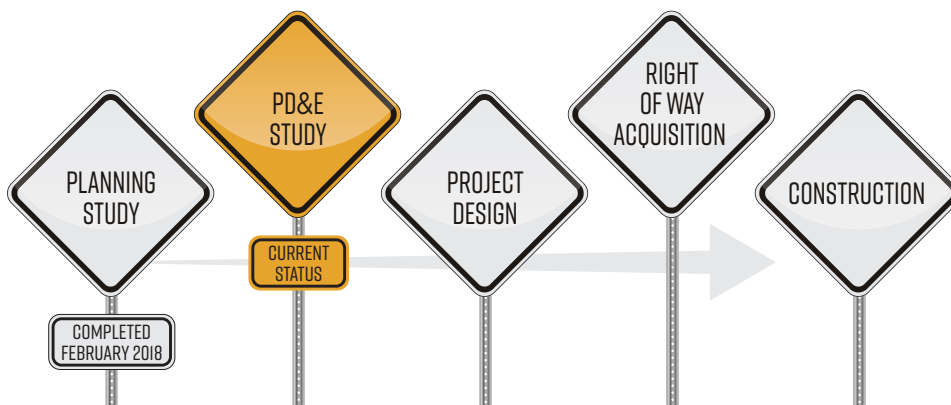 PLANNING
STUDY
COMPLETED
FEBRUARY 2018
PD&E
STUDY
CURRENT
STATUS
PROJECT
DESIGN
RIGHT
OF WAY
ACQUISITION
CONSTRUCTION